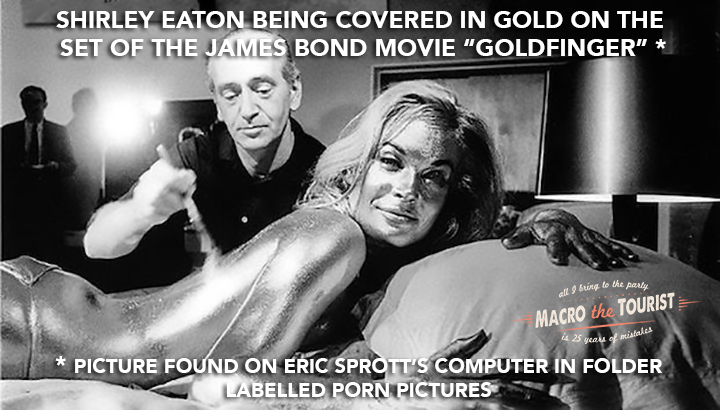 SHIRLEY EATON BEING COVERED IN GOLD ON THE
SET OF THE JAMES BOND MOVIE “GOLDFINGER” *
all I bring to the party
MACRO the TOURIST
is 25 years of mistakes
* PICTURE FOUND ON ERIC SPROTT’S COMPUTER IN FOLDER
LABELLED PORN PICTURES